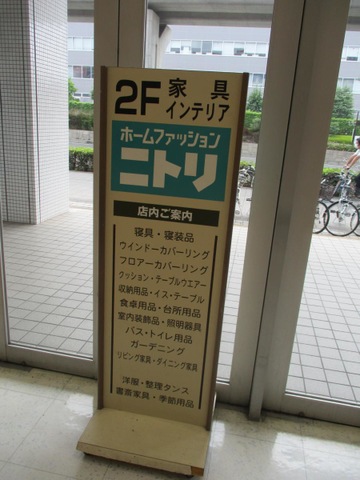 2F 家具
インテリア
ホームファッション
ニトリ
店内ご案内
寝具・寝装品
ウインドーカバーリング
フロアーカバーリング
クッション・テーブルウエアー
収納用品・イス・テーブル
食卓用品・台所用品
室内装飾品・照明器具
バス・トイレ用品
ガーデニング
リビング家具・ダイニング家具
洋服・整理タンス
書斎家具・季節用品